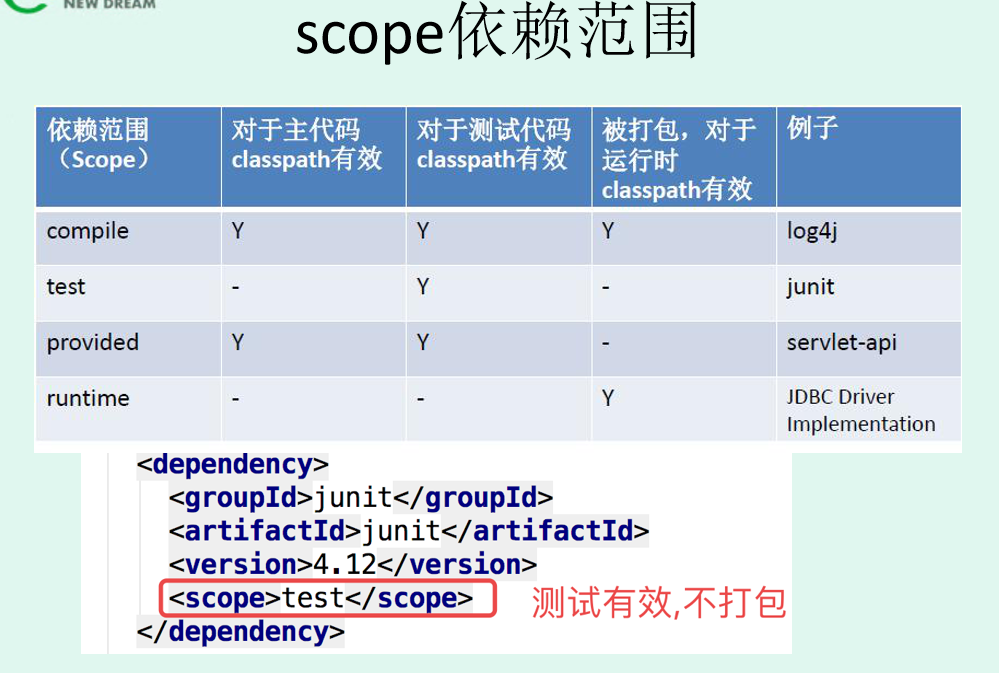 NEW DREAM
scope依赖范围
依赖范围
（Scope）
对于主代码
classpath有效
对于测试代码
classpath有效
被打包，对于
运行时
classpath有效
例子
compile
Y
Y
Y
log4j
test
-
Y
-
junit
provided
Y
Y
-
servlet-api
runtime
-
-
Y
JDBC Driver
Implementation
<dependency>
<groupId>junit</groupId>
<artifactId>junit</artifactId>
<version>4.12</version>
<scope>test</scope>
测试有效,不打包
</dependency>